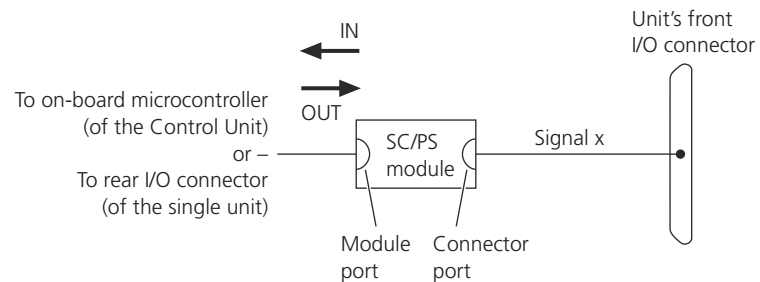 Unit's front
I/O connector
IN
OUT
To on-board microcontroller
(of the Control Unit)
or –
To rear I/O connector
(of the single unit)
SC/PS
module
Signal x
Module
port
Connector
port